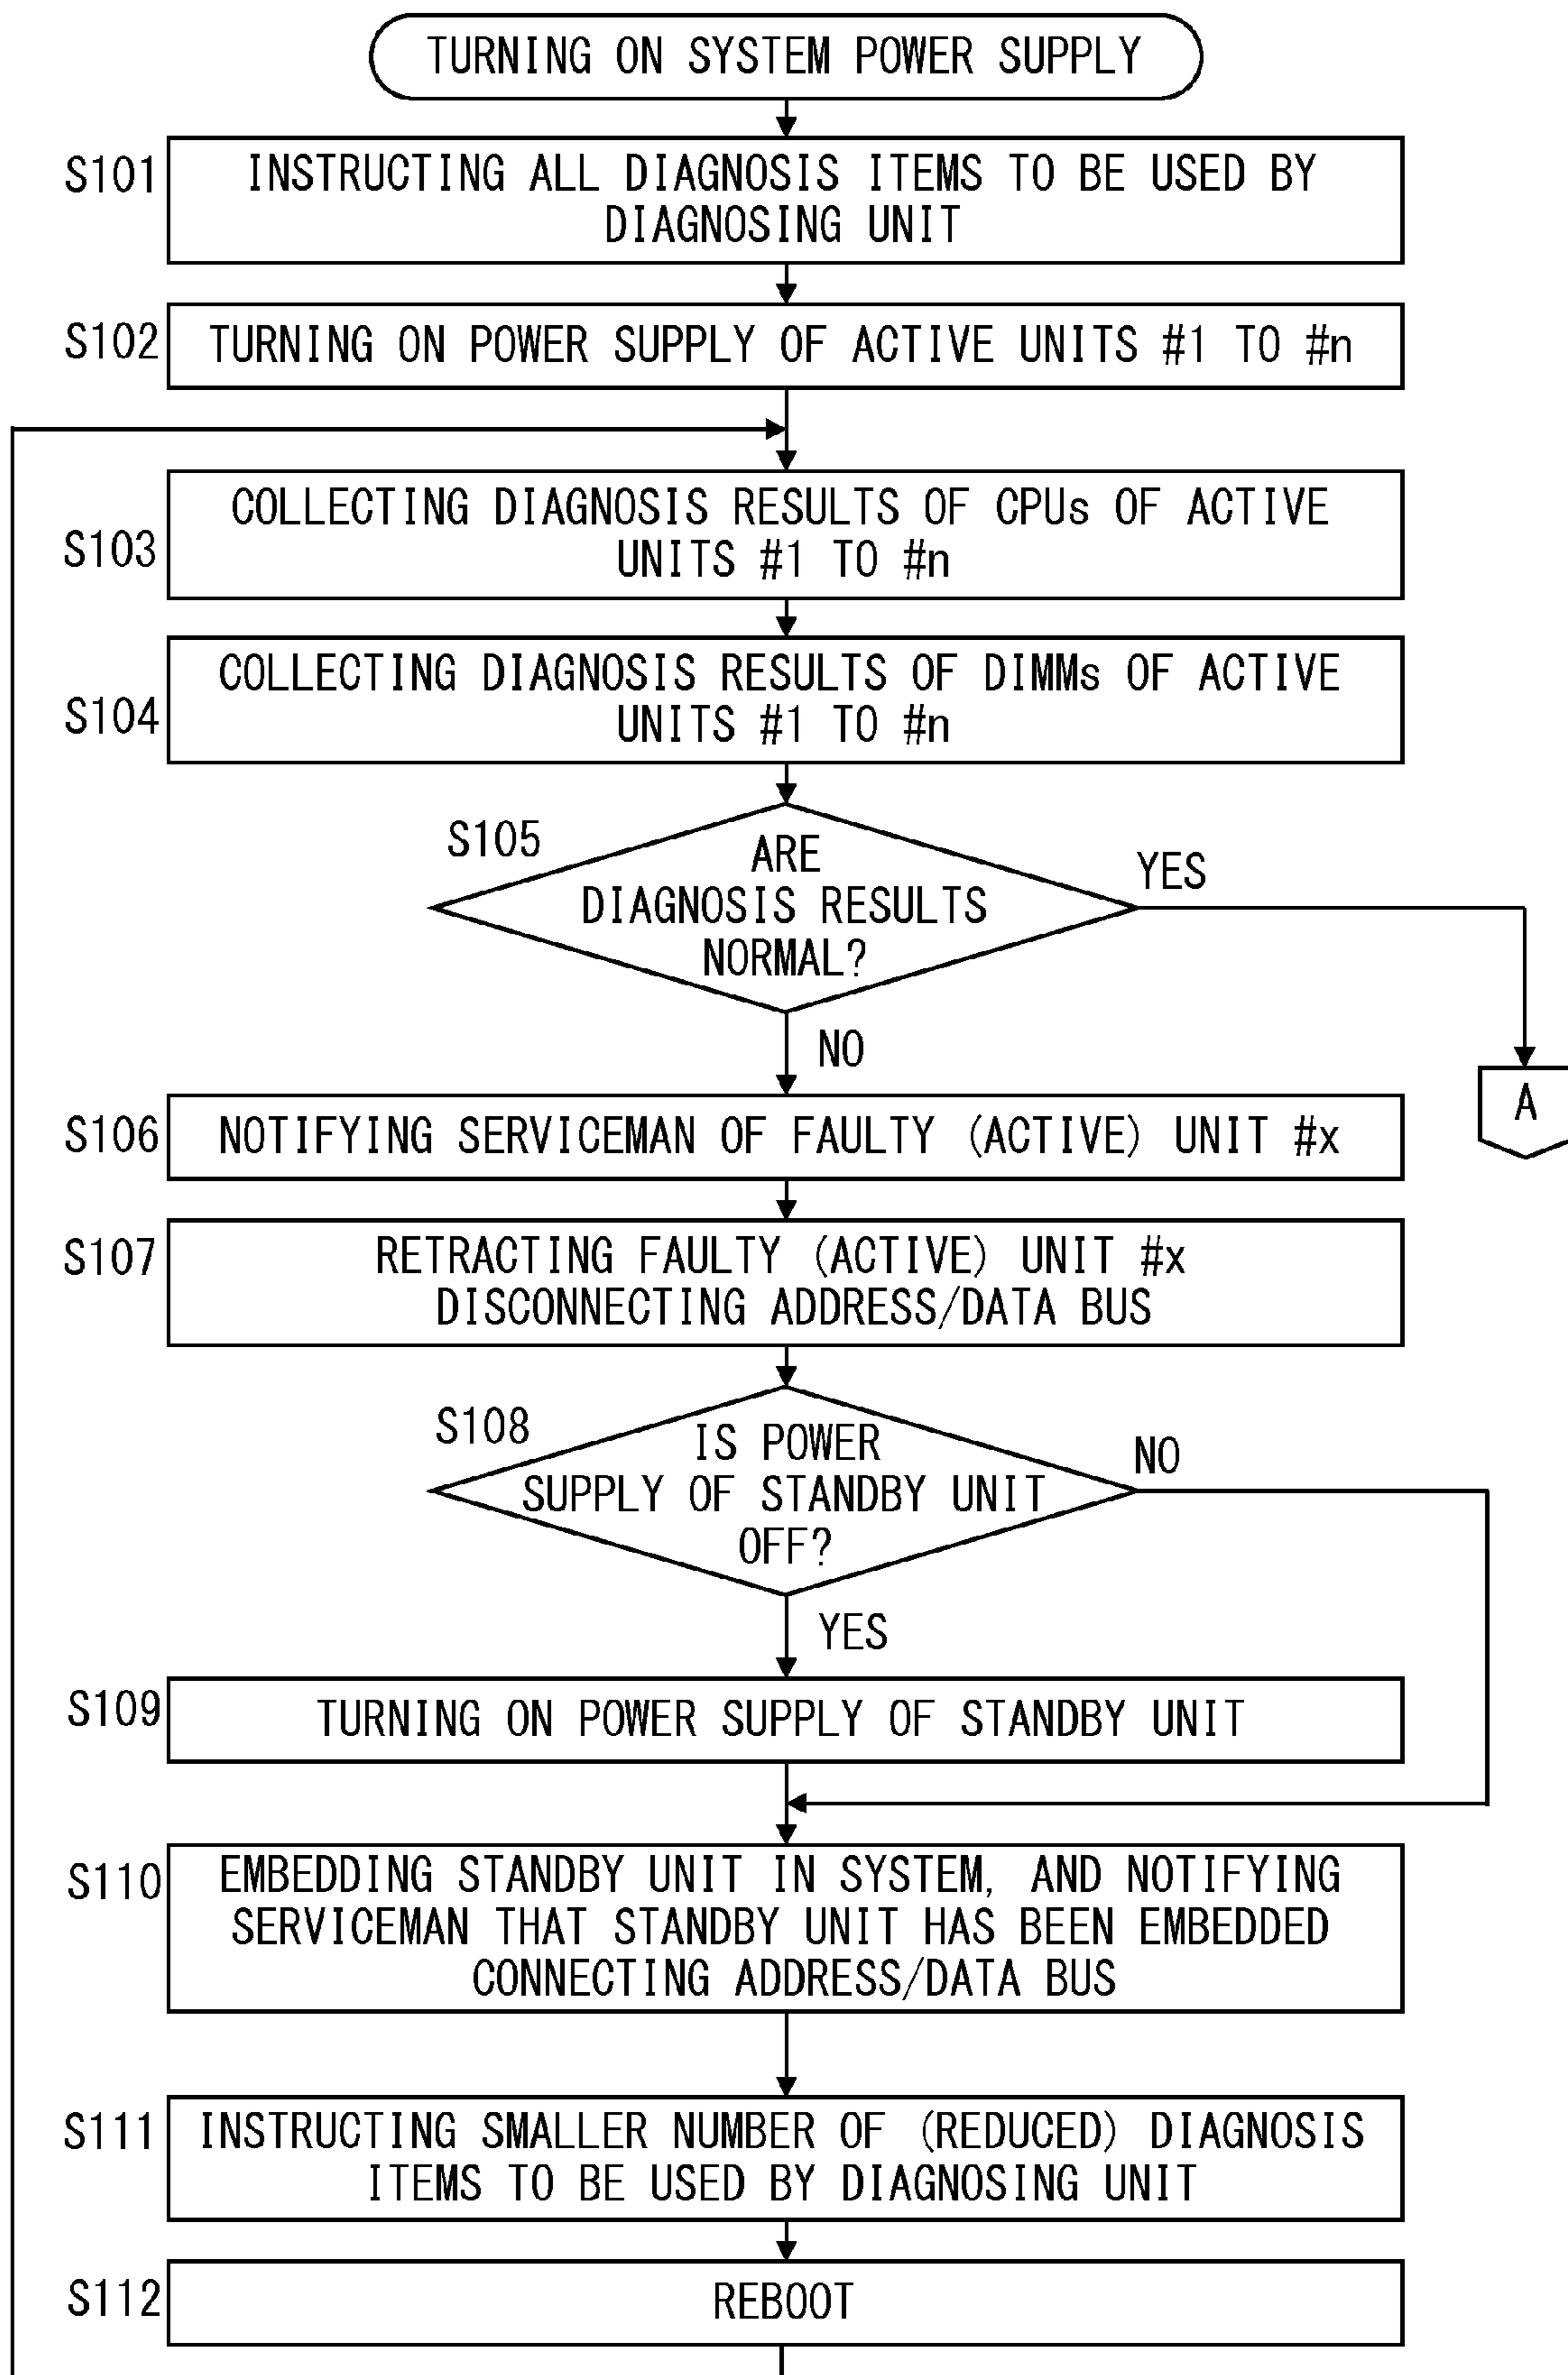 TURNING ON SYSTEM POWER SUPPLY
S101
INSTRUCTING ALL DIAGNOSIS ITEMS TO BE USED BY
DIAGNOSING UNIT
S102
TURNING ON POWER SUPPLY OF ACTIVE UNITS #1 TO #n
S103
COLLECTING DIAGNOSIS RESULTS OF CPUs OF ACTIVE
UNITS #1 TO #n
S104
COLLECTING DIAGNOSIS RESULTS OF DIMMs OF ACTIVE
UNITS #1 TO #n
S105
ARE
DIAGNOSIS RESULTS
NORMAL?
YES
NO
A
S106
NOTIFYING SERVICEMAN OF FAULTY (ACTIVE) UNIT #x
S107
RETRACTING FAULTY (ACTIVE) UNIT #x
DISCONNECTING ADDRESS/DATA BUS
S108
IS POWER
SUPPLY OF STANDBY UNIT
OFF?
NO
YES
S109
TURNING ON POWER SUPPLY OF STANDBY UNIT
S110
EMBEDDING STANDBY UNIT IN SYSTEM, AND NOTIFYING
SERVICEMAN THAT STANDBY UNIT HAS BEEN EMBEDDED
CONNECTING ADDRESS/DATA BUS
S111
INSTRUCTING SMALLER NUMBER OF (REDUCED) DIAGNOSIS
ITEMS TO BE USED BY DIAGNOSING UNIT
S112
REBOOT